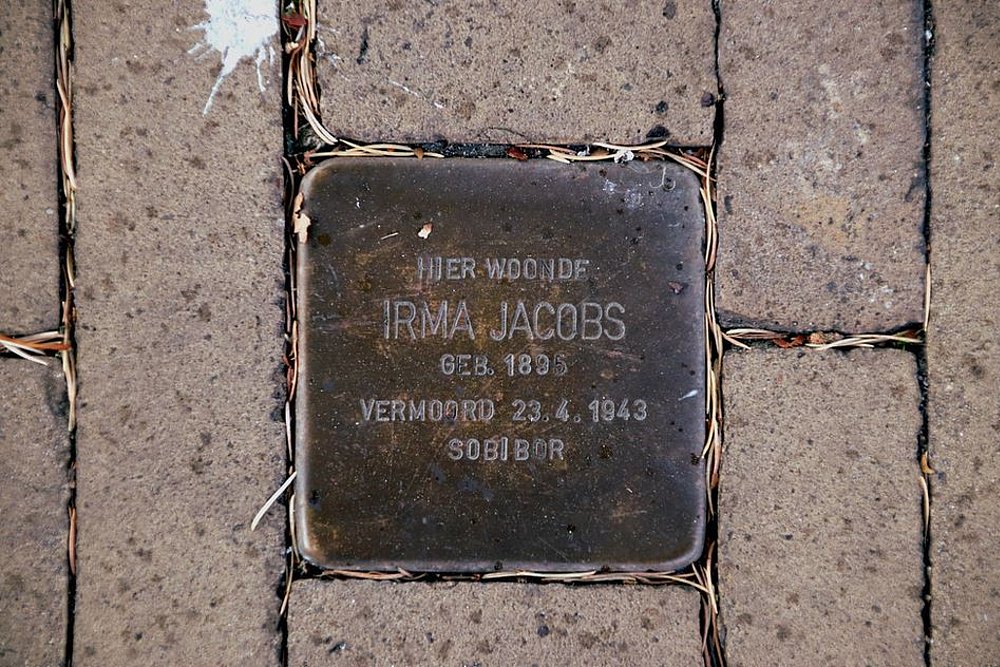 HIER WOONDE
IRMA JACOBS
GEB. 1895
VERMOORD 23.4.1943
SOBIBOR